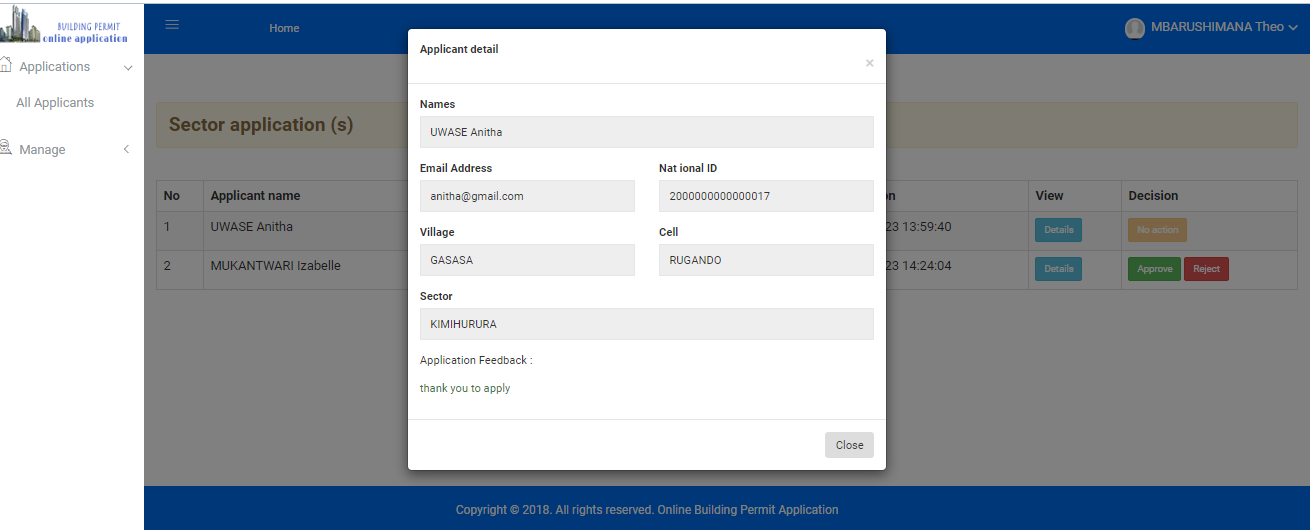 BUILDING PERMIT
online application
Home
MBARUSHIMANA Theo
Applications
All Applicants
Manage
Sector application (s)
No Applicant name on View Decision
1 UWASE Anitha 23 13:59:40 Details No action
2 MUKANTWARI Izabelle 23 14:24:04 Details Approve Reject
Applicant detail
×
Names
UWASE Anitha
Email Address Nat ional ID
anitha@gmail.com 2000000000000017
Village Cell
GASASA RUGANDO
Sector
KIMIHURURA
Application Feedback :
thank you to apply
Close
Copyright © 2018. All rights reserved. Online Building Permit Application